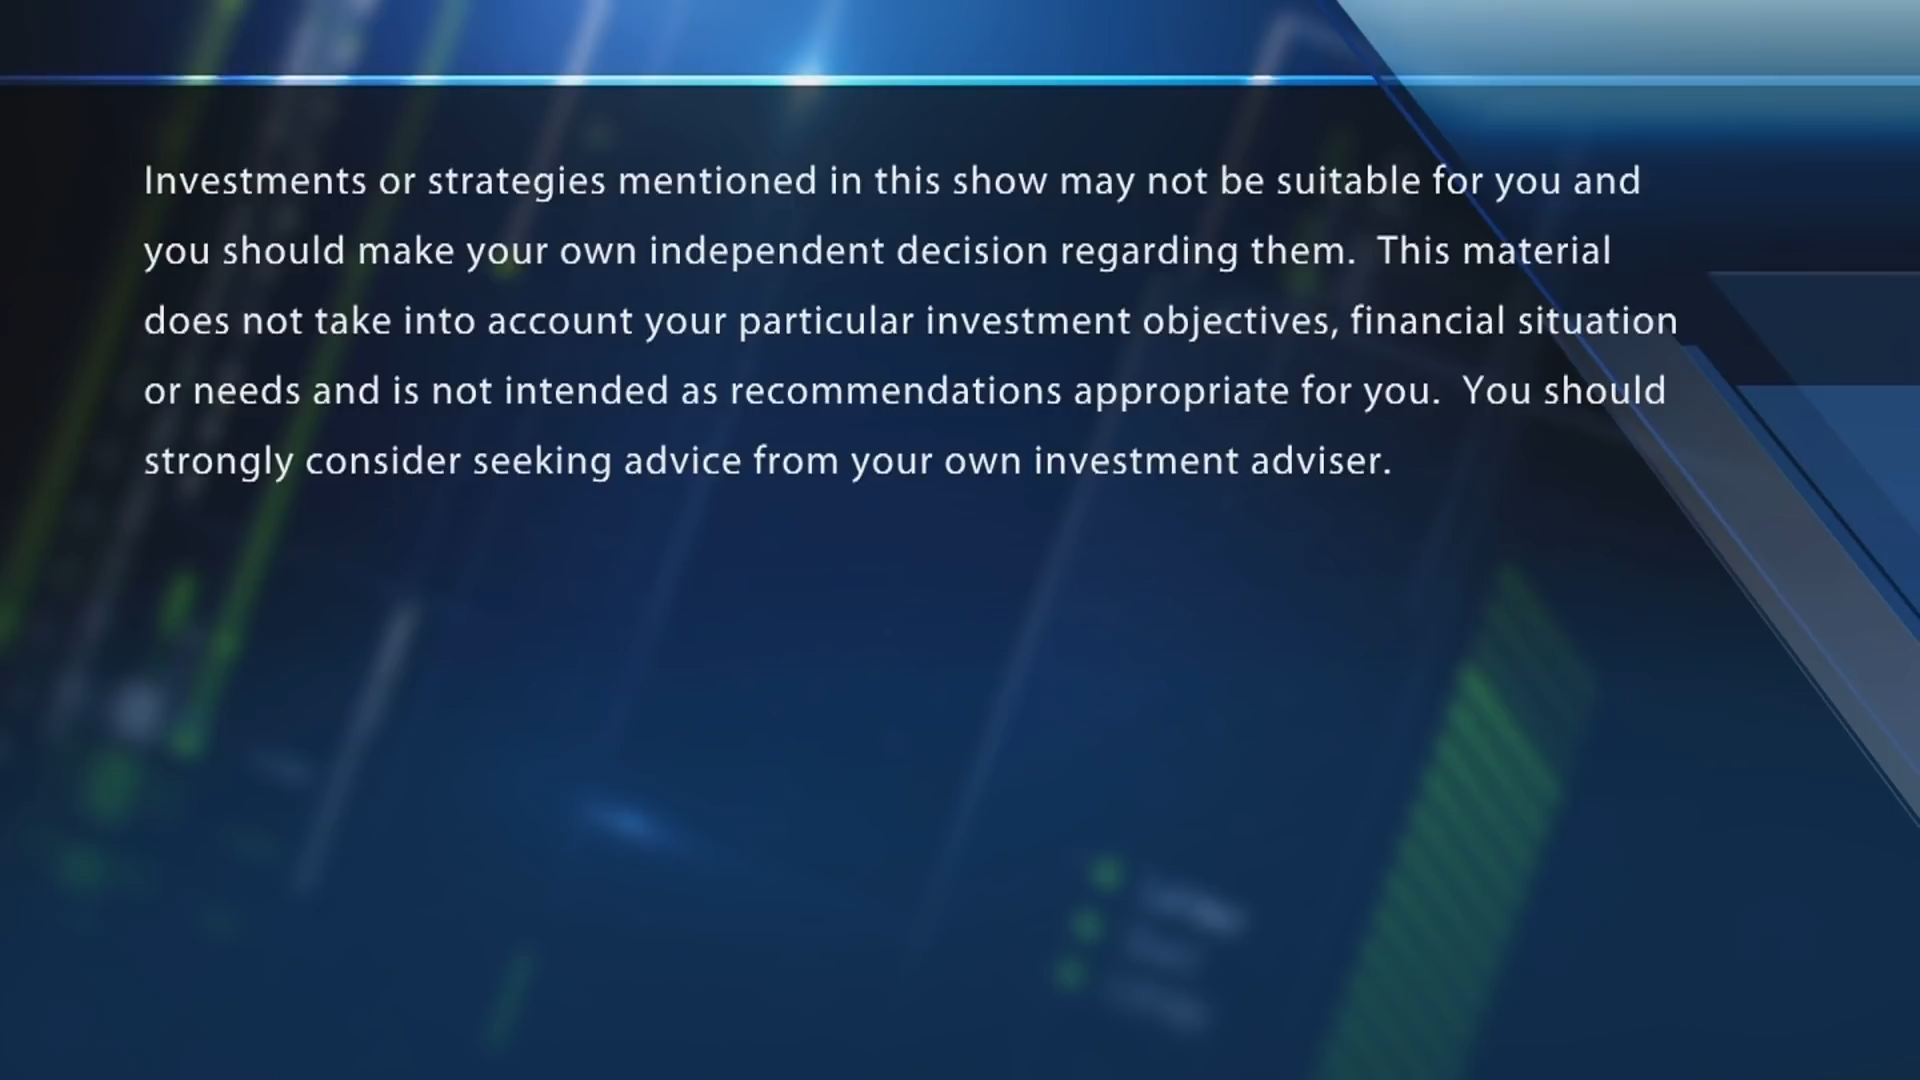 Investments or strategies mentioned in this show may not be suitable for you and
you should make your own independent decision regarding them.  This material
does not take into account your particular investment objectives, financial situation
or needs and is not intended as recommendations appropriate for you.  You should
strongly consider seeking advice from your own investment adviser.